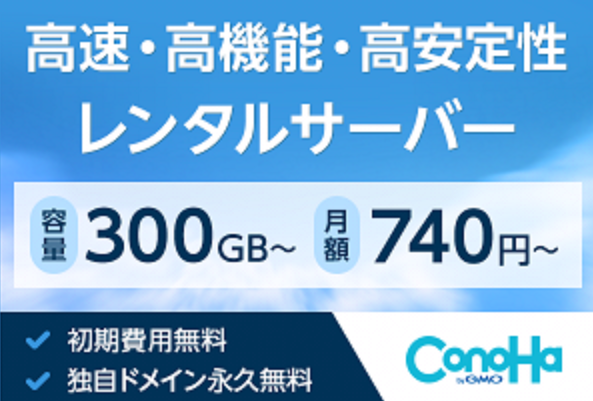 高速・高機能・高安定性
レンタルサーバー
容量 300GB～ 月額 740円～
初期費用無料
独自ドメイン永久無料
ConoHa
by GMO